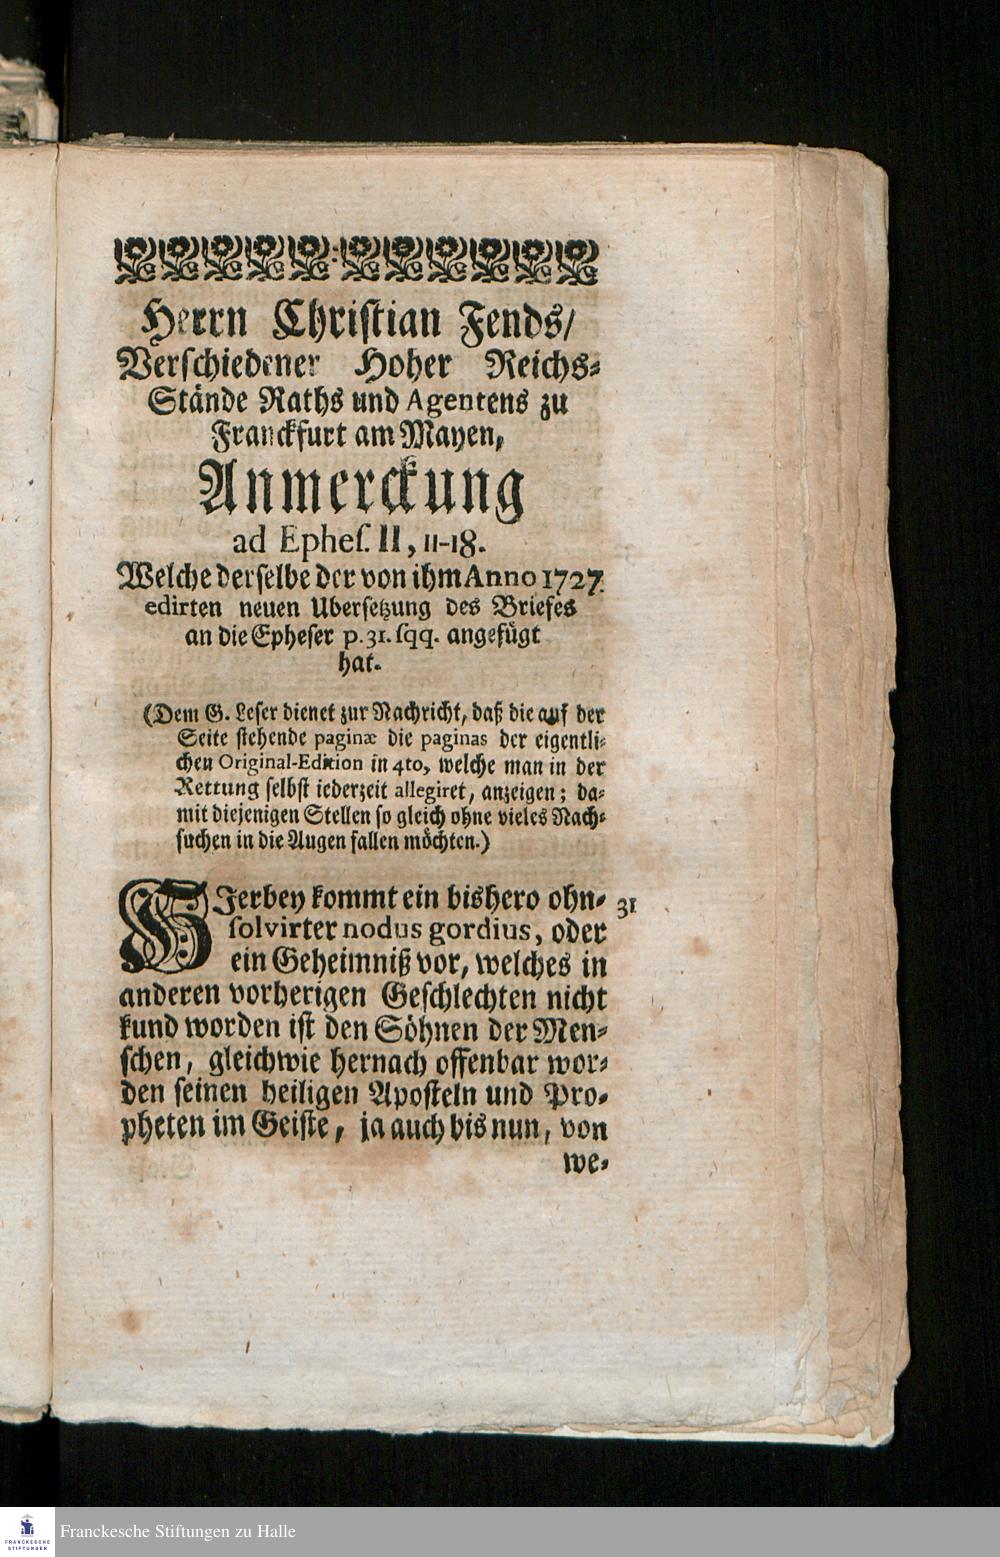 Herrn Christian Fends/
Verschiedener Hoher Reichs-
Stände Raths und Agentens zu
Franckfurt am Mayen,
Anmerckung
ad Ephes. II, 11-18.
Welche derselbe der von ihm Anno 1727.
edirten neuen Ubersetzung des Briefes
an die Epheser p. 31. sqq. angefügt
hat.
(Dem G. Leser dienet zur Nachricht, daß die auf der
Seite stehende paginæ die paginas der eigentli-
chen Original-Edition in 4to, welche man in der
Rettung selbst iederzeit allegiret, anzeigen; da-
mit diejenigen Stellen so gleich ohne vieles Nach-
suchen in die Augen fallen möchten.)
HIerbey kommt ein bishero ohn- 31
solvirter nodus gordius, oder
ein Geheimniß vor, welches in
anderen vorherigen Geschlechten nicht
kund worden ist den Söhnen der Men-
schen, gleichwie hernach offenbar wor-
den seinen heiligen Aposteln und Pro-
pheten im Geiste, ja auch bis nun, von
we-
FRANCKESCHE
STIFTUNGEN
Franckesche Stiftungen zu Halle